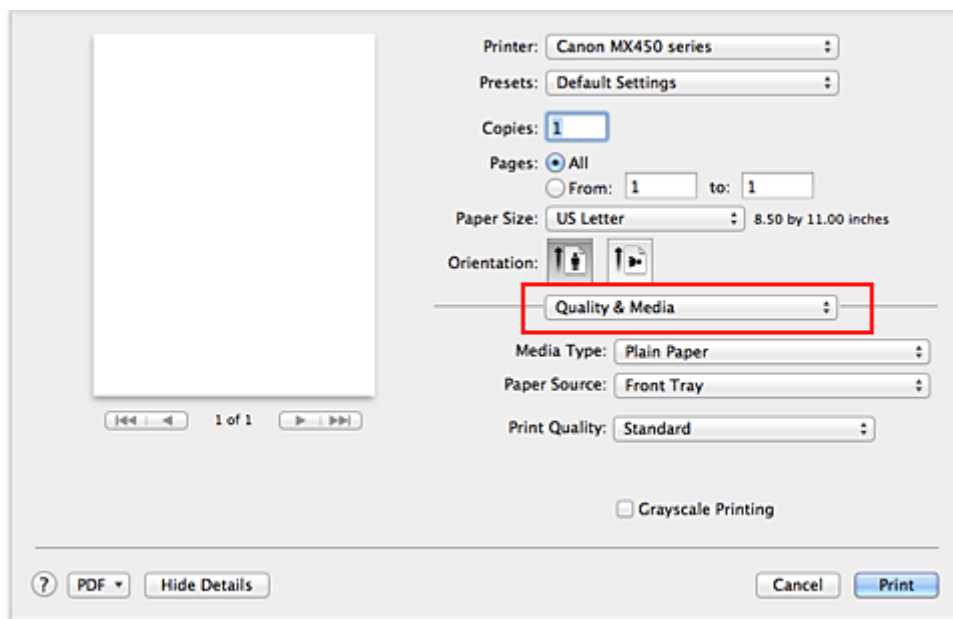 Printer: Canon MX450 series
Presets: Default Settings
Copies: 1
Pages: All
From: 1 to: 1
Paper Size: US Letter 8.50 by 11.00 inches
Orientation:
Quality & Media
Media Type: Plain Paper
Paper Source: Front Tray
1 of 1
Print Quality: Standard
Grayscale Printing
? PDF Hide Details Cancel Print